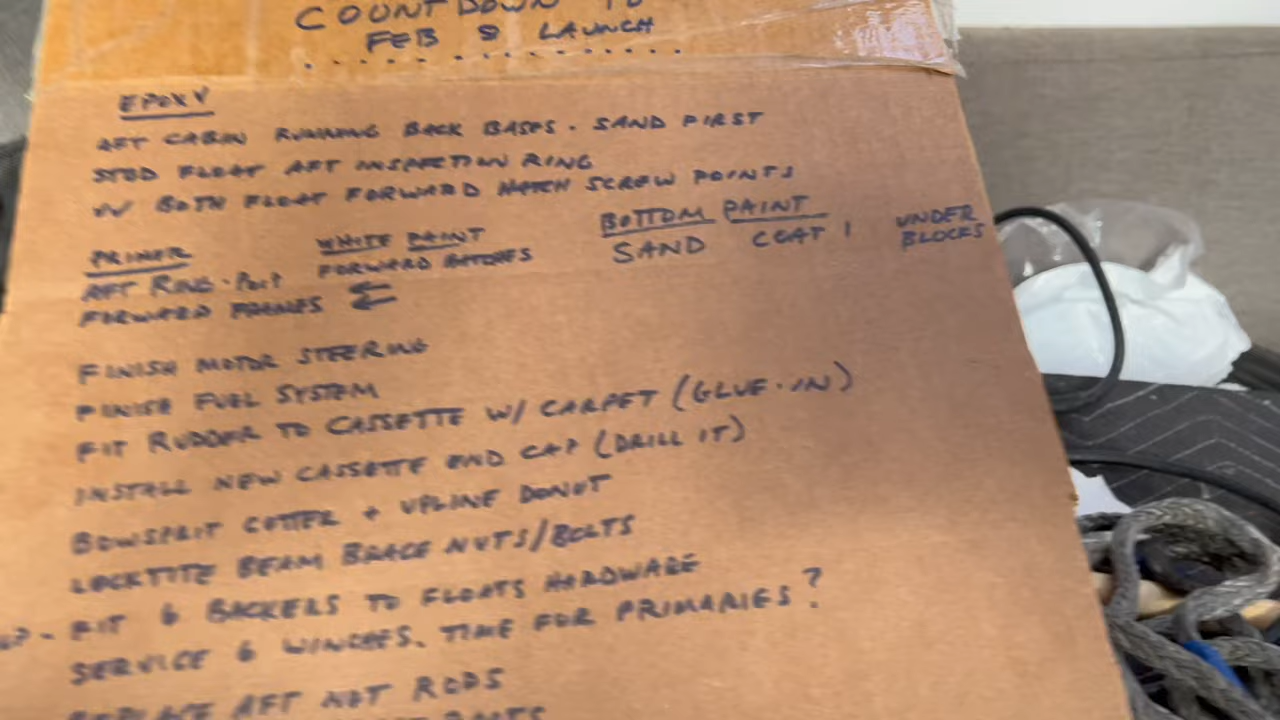 COUNTDOWN TO
FEB 8 LAUNCH
EPOXY
AFT CABIN RUNNING BACK BASES. SAND FIRST
STBD FLOAT AFT INSPECTION RING
BOTH FLOAT FORWARD HATCH SCREW POINTS
PRIMER
AFT RING - PORT
FORWARD FRAMES
WHITE PAINT
FORWARD HATCHES
BOTTOM PAINT
SAND COAT 1
UNDER
BLOCKS
FINISH MOTOR STEERING
FINISH FUEL SYSTEM
FIT RUDDER TO CASSETTE W/ CARPET (GLUE-IN)
INSTALL NEW CASSETTE END CAP (DRILL IT)
BOWSPRIT COTTER + UPLINE DONUT
LOCKTITE BEAM BRACE NUTS/BOLTS
FIT 6 BACKERS TO FLOATS HARDWARE
SERVICE 6 WINCHES. TIME FOR PRIMARIES?
REPLACE AFT NET RODS